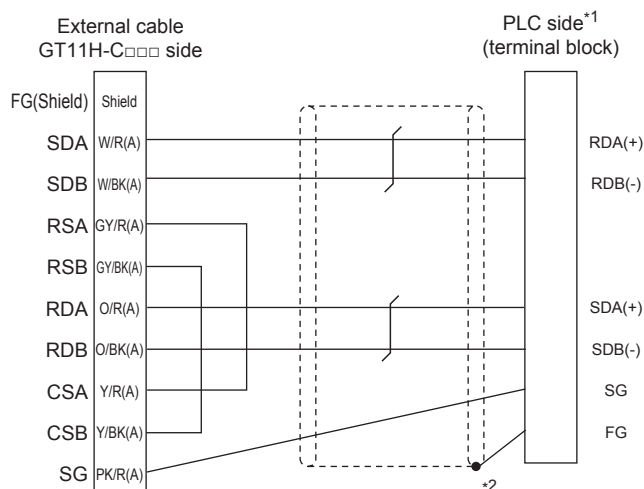 External cable
GT11H-C□□□ side
PLC side*1
(terminal block)
FG(Shield) Shield
SDA W/R(A) RDA(+)
SDB W/BK(A) RDB(-)
RSA GY/R(A)
RSB GY/BK(A)
RDA O/R(A) SDA(+)
RDB O/BK(A) SDB(-)
CSA Y/R(A) SG
CSB Y/BK(A) FG
SG PK/R(A)
*2